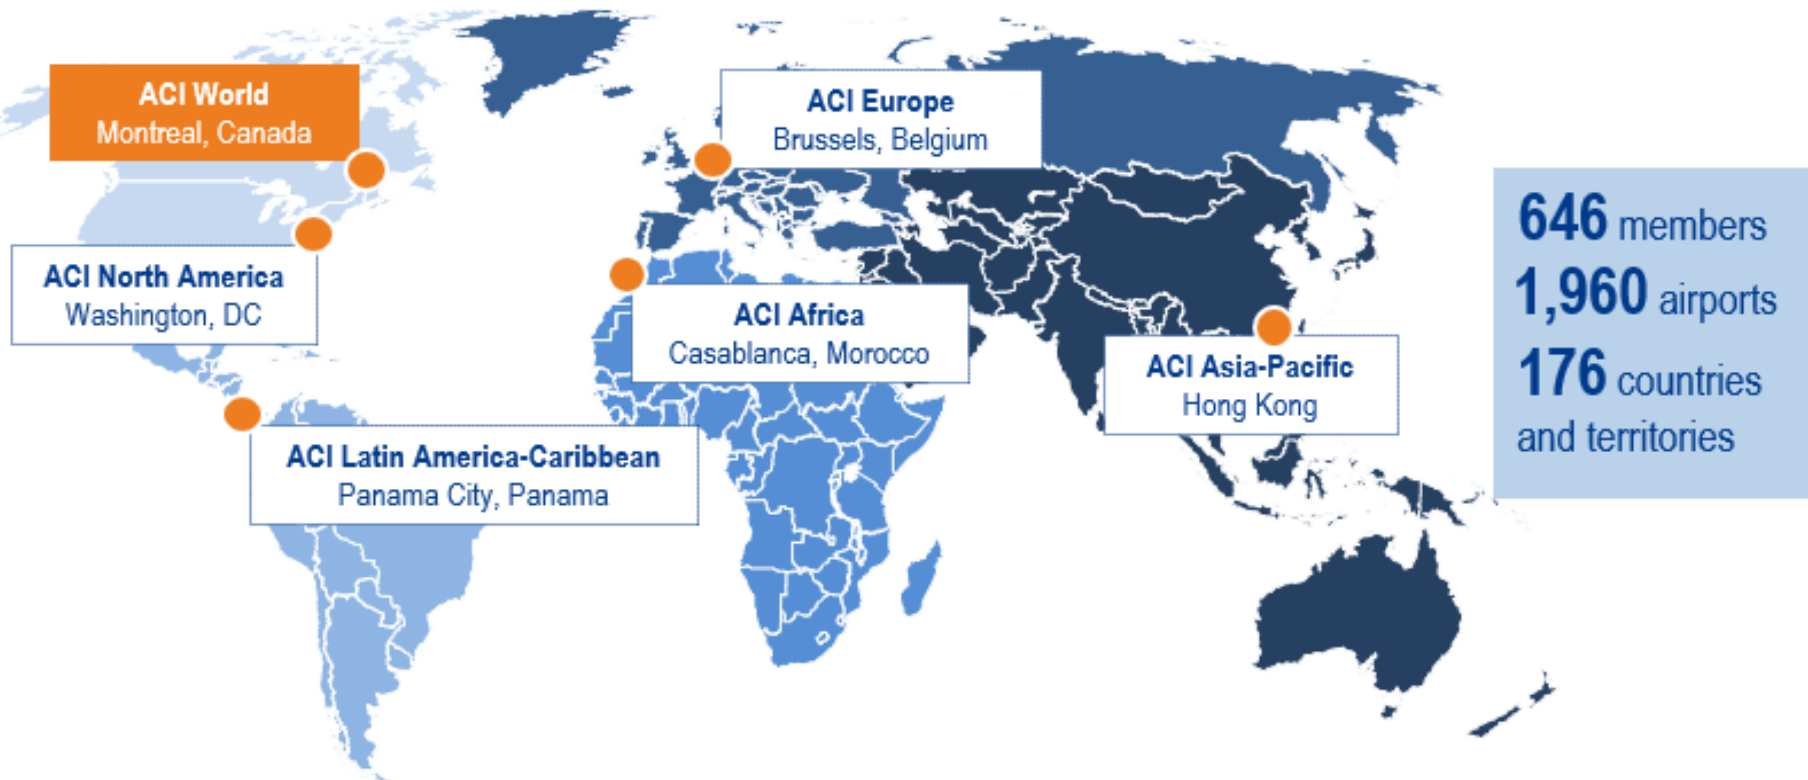 ACI World
Montreal, Canada
ACI Europe
Brussels, Belgium
ACI North America
Washington, DC
ACI Africa
Casablanca, Morocco
ACI Asia-Pacific
Hong Kong
ACI Latin America-Caribbean
Panama City, Panama
646 members
1,960 airports
176 countries
and territories